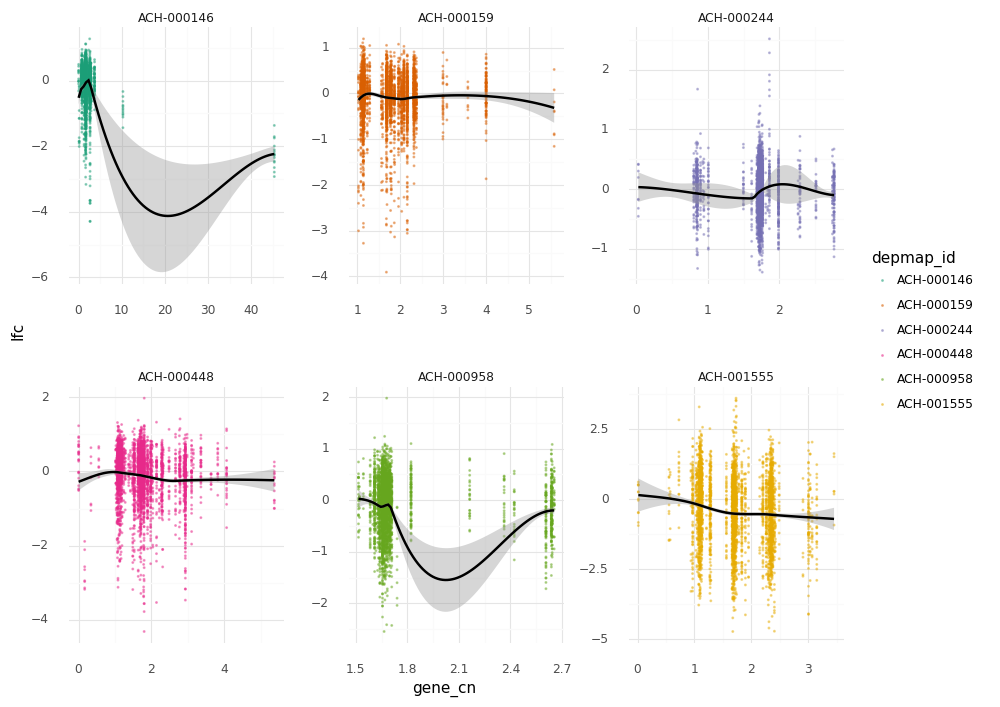 ACH-000146
ACH-000159
ACH-000244
0
−2
−4
−6
1
0
−1
−2
−3
−4
2
1
0
−1
0 10 20 30 40
1 2 3 4 5
0 1 2
lfc
depmap_id
ACH-000146
ACH-000159
ACH-000244
ACH-000448
ACH-000958
ACH-001555
ACH-000448
ACH-000958
ACH-001555
2
0
−2
−4
2
1
0
−1
−2
2.5
0
−2.5
−5
0 2 4
1.5 1.8 2.1 2.4 2.7
0 1 2 3
gene_cn